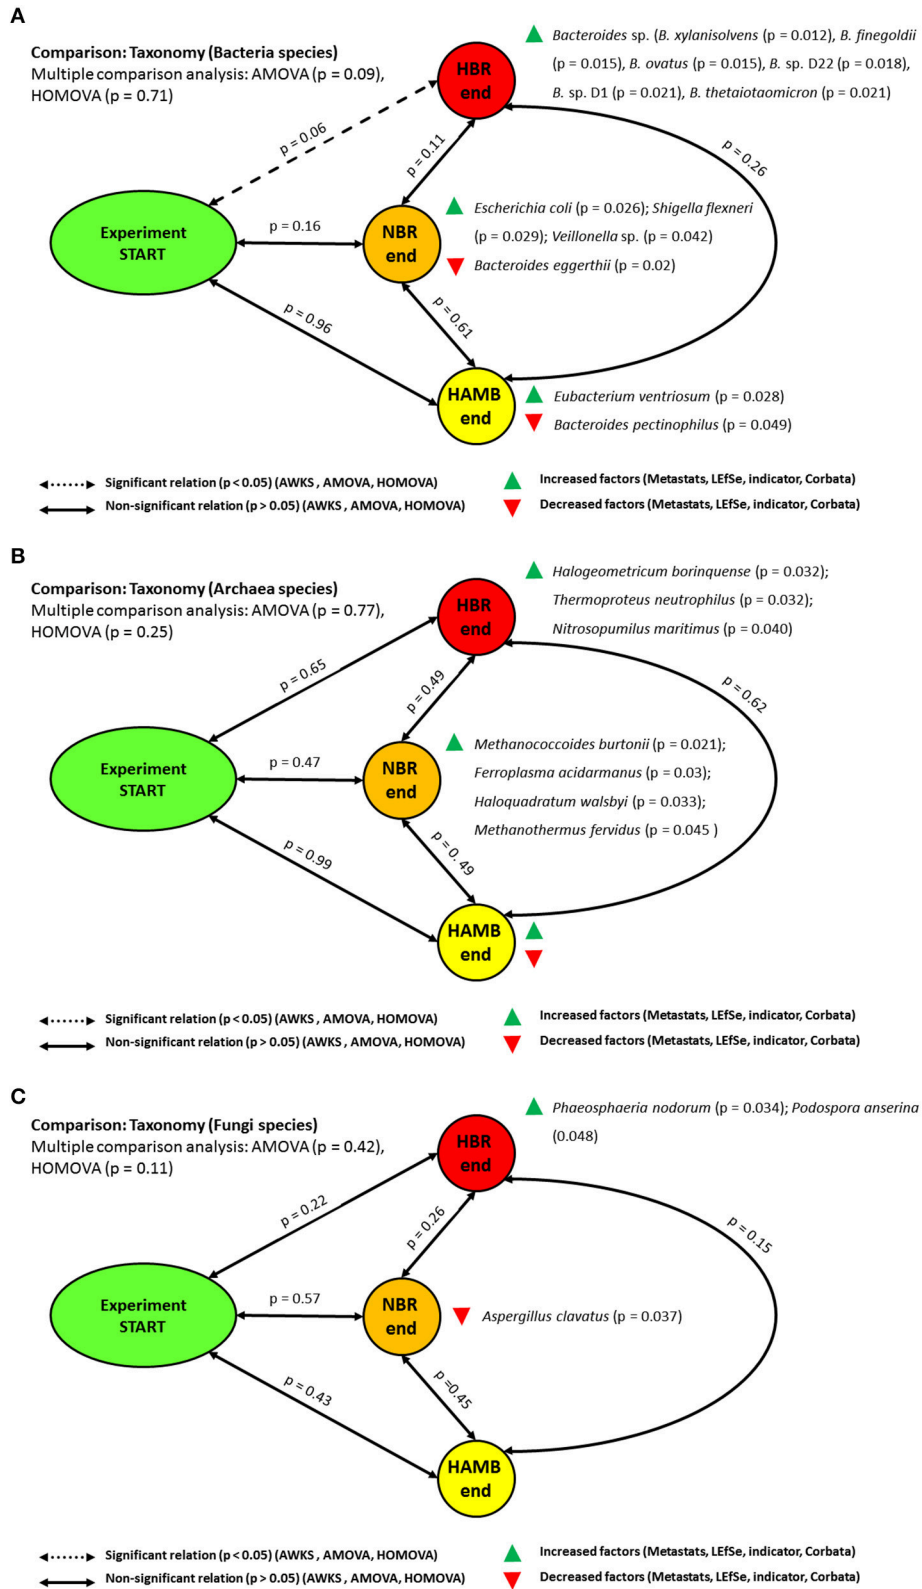 A
Comparison: Taxonomy (Bacteria species)
Multiple comparison analysis: AMOVA (p = 0.09),
HOMOVA (p = 0.71)
HBR
end
Bacteroides sp. (B. xylanisolvens (p = 0.012), B. finegoldii
(p = 0.015), B. ovatus (p = 0.015), B. sp. D22 (p = 0.018),
B. sp. D1 (p = 0.021), B. thetaiotaomicron (p = 0.021)
p = 0.06
p = 0.11
p = 0.26
Experiment
START
p = 0.16
NBR
end
Escherichia coli (p = 0.026); Shigella flexneri
(p = 0.029); Veillonella sp. (p = 0.042)
Bacteroides eggerthii (p = 0.02)
p = 0.96
p = 0.61
HAMB
end
Eubacterium ventriosum (p = 0.028)
Bacteroides pectinophilus (p = 0.049)
Significant relation (p < 0.05) (AWKS , AMOVA, HOMOVA)
Non-significant relation (p > 0.05) (AWKS , AMOVA, HOMOVA)
Increased factors (Metastats, LEfSe, indicator, Corbata)
Decreased factors (Metastats, LEfSe, indicator, Corbata)
B
Comparison: Taxonomy (Archaea species)
Multiple comparison analysis: AMOVA (p = 0.77),
HOMOVA (p = 0.25)
HBR
end
Halogeometricum borinquense (p = 0.032);
Thermoproteus neutrophilus (p = 0.032);
Nitrosopumilus maritimus (p = 0.040)
p = 0.65
p = 0.49
p = 0.62
Experiment
START
p = 0.47
NBR
end
Methanococcoides burtonii (p = 0.021);
Ferroplasma acidarmanus (p = 0.03);
Haloquadratum walsbyi (p = 0.033);
Methanothermus fervidus (p = 0.045 )
p = 0.99
p = 0. 49
HAMB
end
Significant relation (p < 0.05) (AWKS , AMOVA, HOMOVA)
Non-significant relation (p > 0.05) (AWKS , AMOVA, HOMOVA)
Increased factors (Metastats, LEfSe, indicator, Corbata)
Decreased factors (Metastats, LEfSe, indicator, Corbata)
C
Comparison: Taxonomy (Fungi species)
Multiple comparison analysis: AMOVA (p = 0.42),
HOMOVA (p = 0.11)
HBR
end
Phaeosphaeria nodorum (p = 0.034); Podospora anserina
(0.048)
p = 0.22
p = 0.26
p = 0.15
Experiment
START
p = 0.57
NBR
end
Aspergillus clavatus (p = 0.037)
p = 0.43
p =0.45
HAMB
end
Significant relation (p < 0.05) (AWKS , AMOVA, HOMOVA)
Non-significant relation (p > 0.05) (AWKS , AMOVA, HOMOVA)
Increased factors (Metastats, LEfSe, indicator, Corbata)
Decreased factors (Metastats, LEfSe, indicator, Corbata)